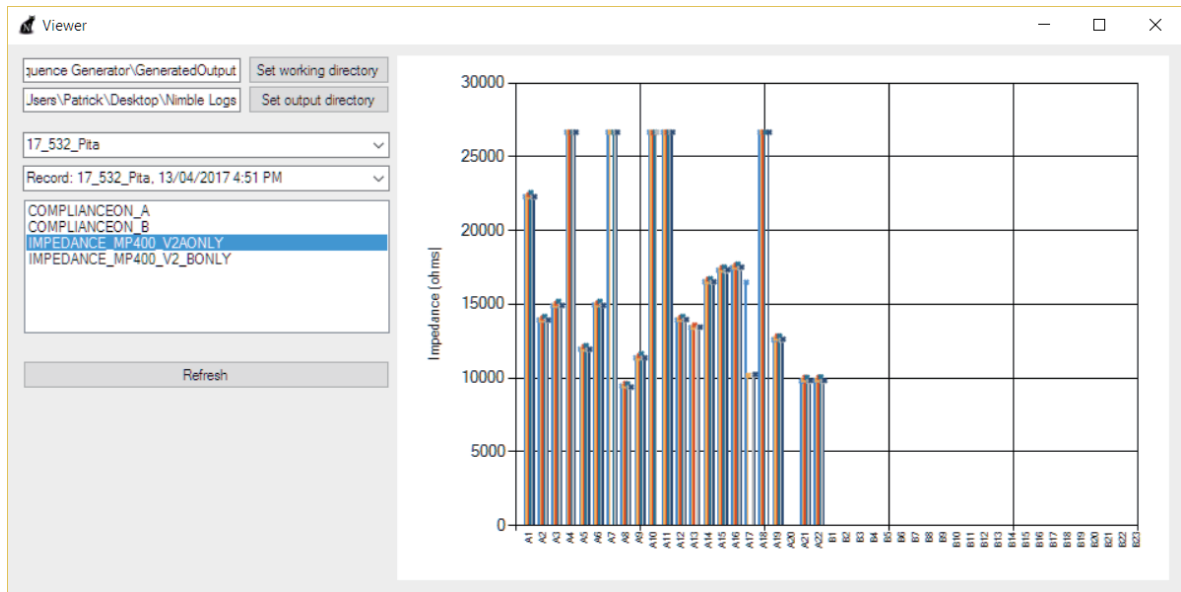 Viewer
quence Generator\GeneratedOutput
Set working directory
Jsers\Patrick\Desktop\Nimble Logs
Set output directory
17_532_Pita
Record: 17_532_Pita, 13/04/2017 4:51 PM
COMPLIANCEON_A
COMPLIANCEON_B
IMPEDANCE_MP400_V2AONLY
IMPEDANCE_MP400_V2_BONLY
Refresh
30000
25000
20000
15000
10000
5000
0
Impedance (ohms)
A1 A2 A3 A4 A5 A6 A7 A8 A9 A10 A11 A12 A13 A14 A15 A16 A17 A18 A19 A20 A21 A22 B1 B2 B3 B4 B5 B6 B7 B8 B9 B10 B11 B12 B13 B14 B15 B16 B17 B18 B19 B20 B21 B22 B23